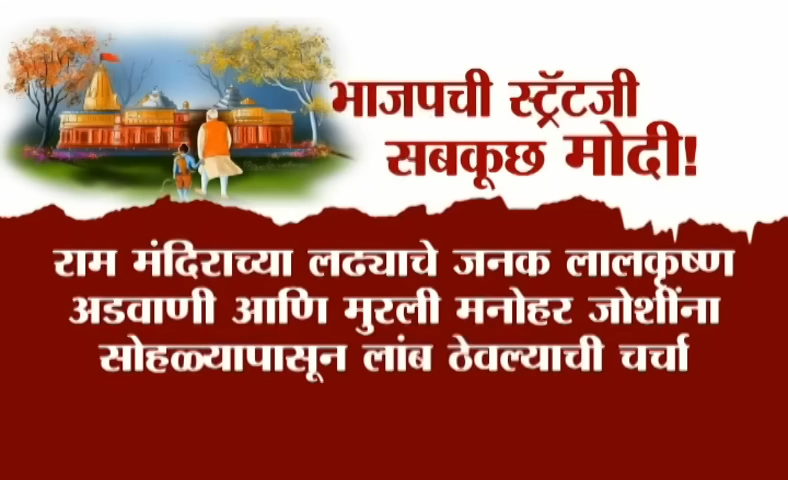 भाजपची स्ट्रॅटजी
सबकूछ मोदी!
राम मंदिराच्या लढ्याचे जनक लालकृष्ण
अडवाणी आणि मुरली मनोहर जोशींना
सोहळ्यापासून लांब ठेवल्याची चर्चा